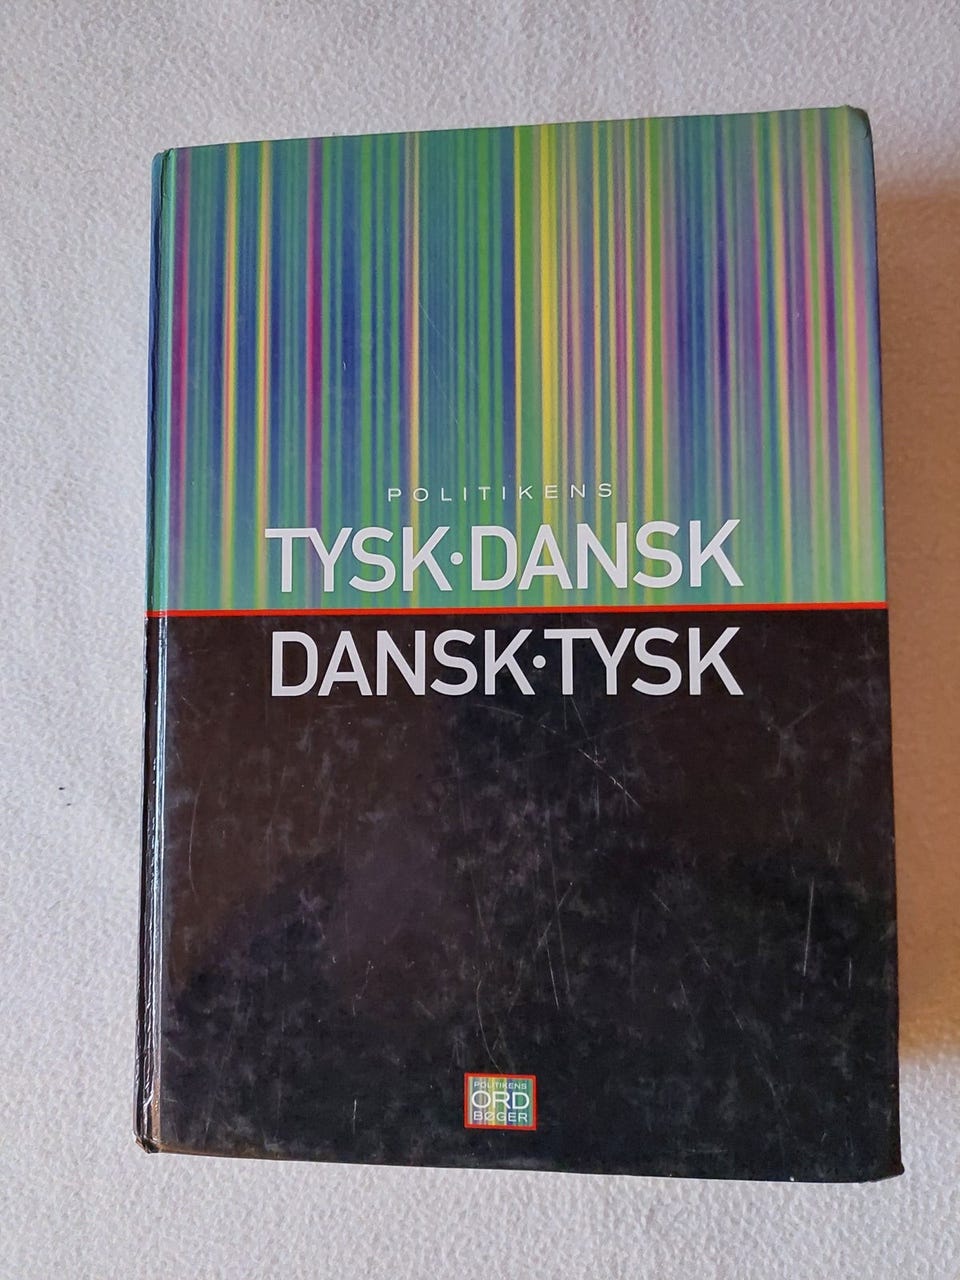 POLITIKENS
TYSK·DANSK
DANSK·TYSK
POLITIKENS
ORD
BØGER